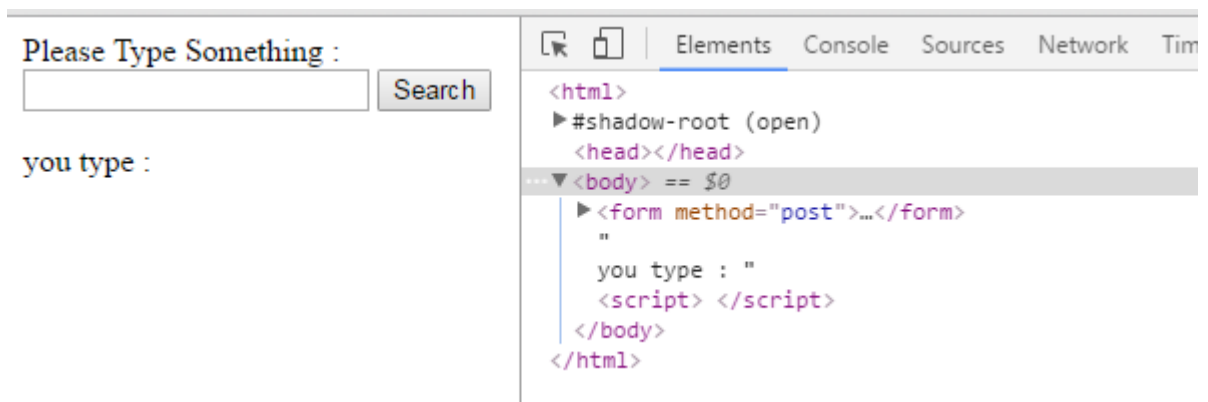 Please Type Something :
Search
you type :
Elements Console Sources Network Tim
<html>
▶#shadow-root (open)
<head></head>
···▼<body> == $0
▶<form method="post">…</form>
"
you type : "
<script> </script>
</body>
</html>